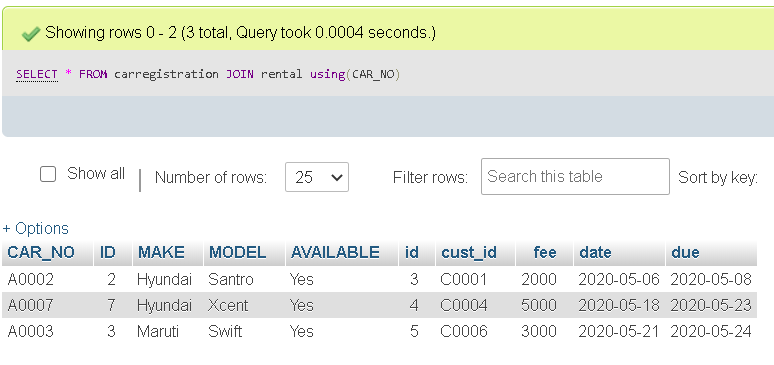 Showing rows 0 - 2 (3 total, Query took 0.0004 seconds.)
SELECT * FROM carregistration JOIN rental using(CAR_NO)
Show all | Number of rows: 25 Filter rows: Search this table Sort by key:
+ Options
CAR_NO ID MAKE MODEL AVAILABLE id cust_id fee date due
A0002 2 Hyundai Santro Yes 3 C0001 2000 2020-05-06 2020-05-08
A0007 7 Hyundai Xcent Yes 4 C0004 5000 2020-05-18 2020-05-23
A0003 3 Maruti Swift Yes 5 C0006 3000 2020-05-21 2020-05-24